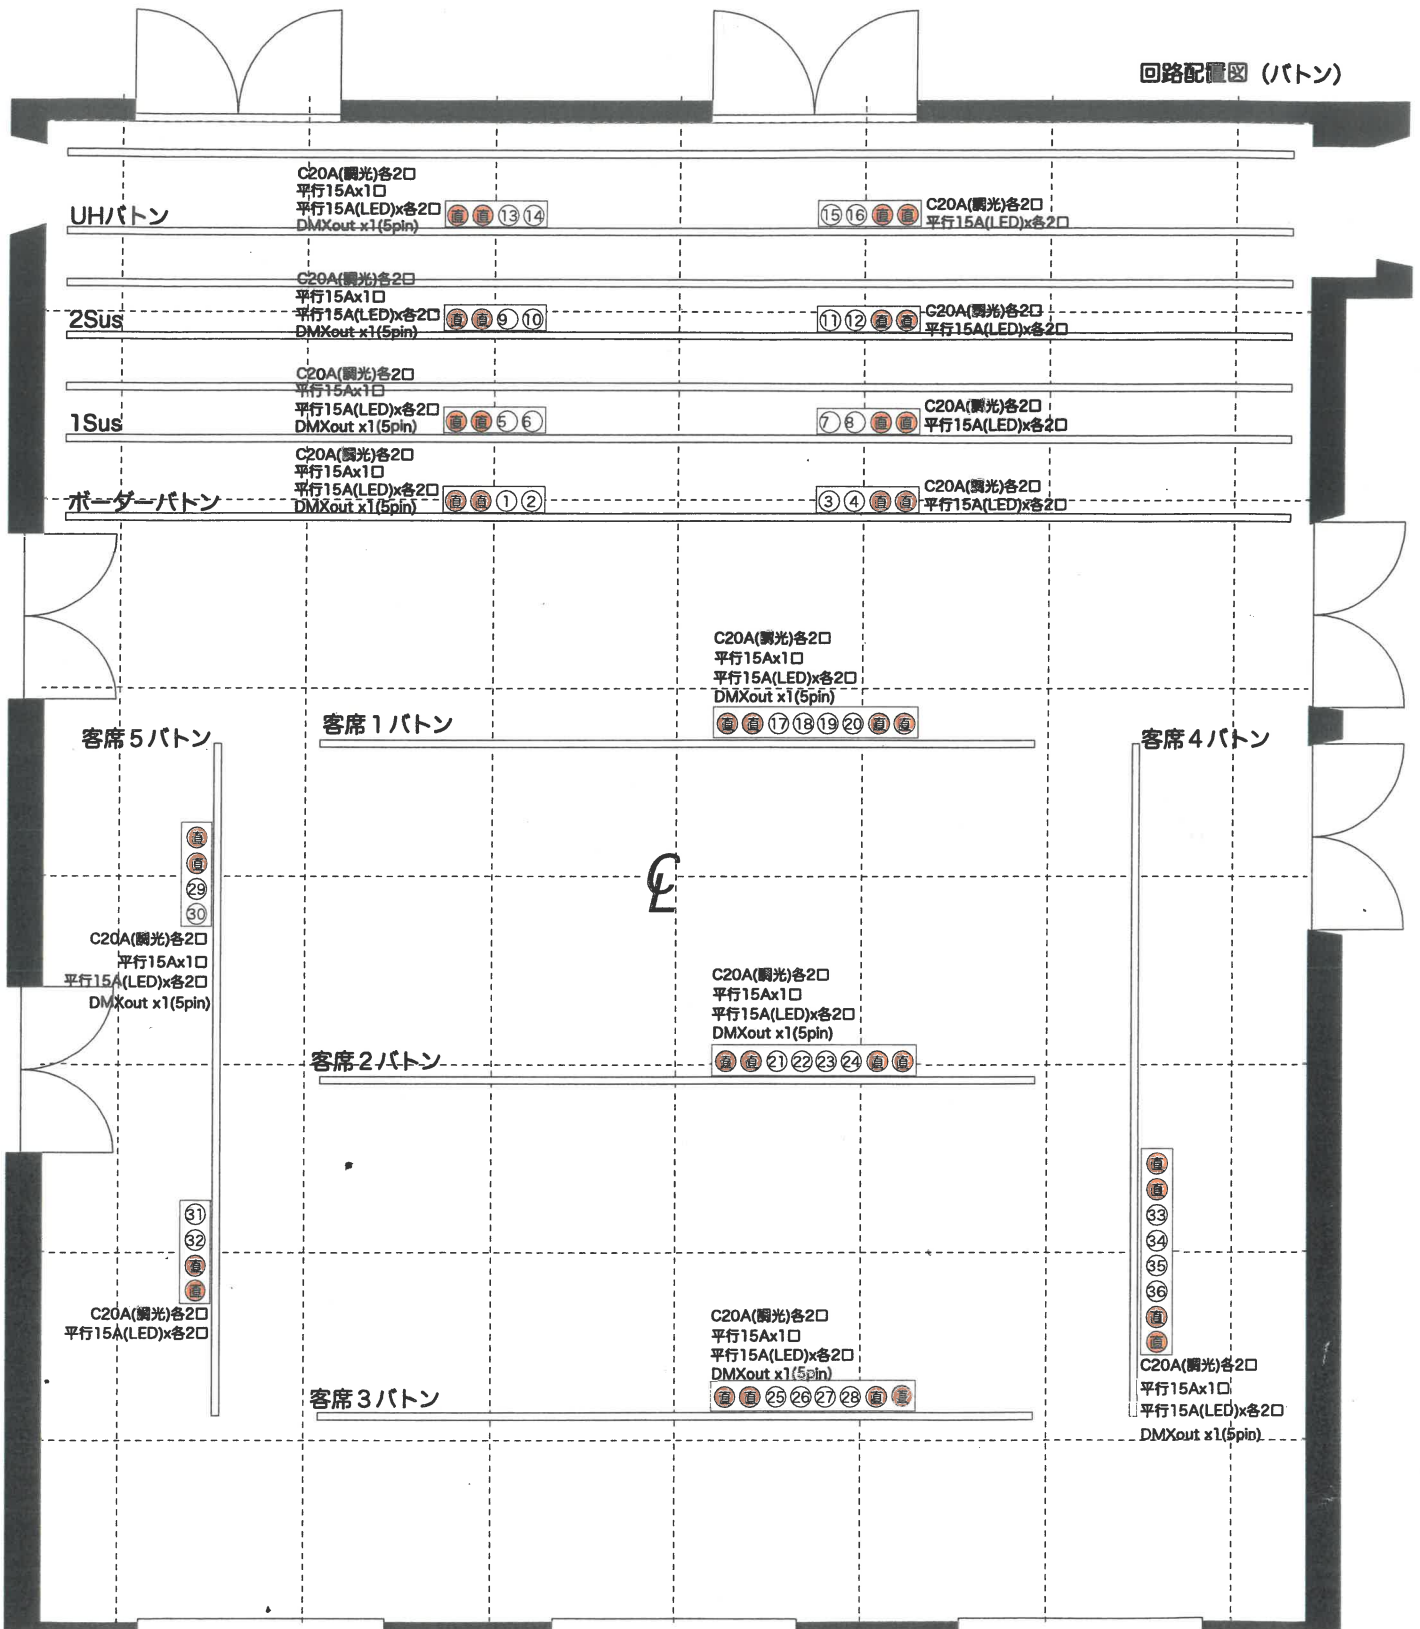 回路配置図 (バトン)
C20A(調光)各2口
平行15Ax1口
平行15A(LED)x各2口
DMXout x1(5pin)
UHバトン
直 直 ⑬ ⑭
⑮ ⑯ 直 直
C20A(調光)各2口
平行15A(LED)x各2口
C20A(調光)各2口
平行15Ax1口
平行15A(LED)x各2口
DMXout x1(5pin)
2Sus
直 直 ⑨ ⑩
⑪ ⑫ 直 直
C20A(調光)各2口
平行15A(LED)x各2口
C20A(調光)各2口
平行15Ax1口
平行15A(LED)x各2口
DMXout x1(5pin)
1Sus
直 直 ⑤ ⑥
⑦ ⑧ 直 直
C20A(調光)各2口
平行15A(LED)x各2口
C20A(調光)各2口
平行15Ax1口
平行15A(LED)x各2口
DMXout x1(5pin)
ボーダーバトン
直 直 ① ②
③ ④ 直 直
C20A(調光)各2口
平行15A(LED)x各2口
C20A(調光)各2口
平行15Ax1口
平行15A(LED)x各2口
DMXout x1(5pin)
客席1バトン
直 直 ⑰ ⑱ ⑲ ⑳ 直 直
客席5バトン
客席4バトン
直
直
㉙
㉚
C20A(調光)各2口
平行15Ax1口
平行15A(LED)x各2口
DMXout x1(5pin)
CL
C20A(調光)各2口
平行15Ax1口
平行15A(LED)x各2口
DMXout x1(5pin)
客席2バトン
直 直 ㉑ ㉒ ㉓ ㉔ 直 直
㉛
㉜
直
直
C20A(調光)各2口
平行15A(LED)x各2口
直
直
㉝
㉞
㉟
㊱
直
直
C20A(調光)各2口
平行15Ax1口
平行15A(LED)x各2口
DMXout x1(5pin)
C20A(調光)各2口
平行15Ax1口
平行15A(LED)x各2口
DMXout x1(5pin)
客席3バトン
直 直 ㉕ ㉖ ㉗ ㉘ 直 直